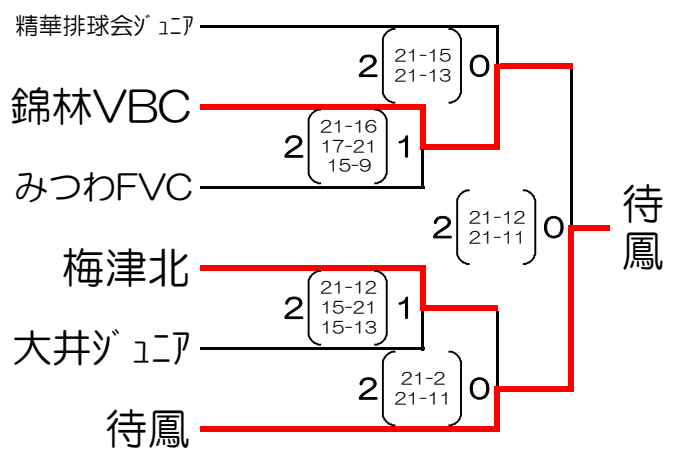 精華排球会ｼﾞｭﾆｱ
2 21-15 0
21-13
錦林VBC
2 21-16 1
17-21
15-9
みつわFVC
2 21-12 0
21-11
待鳳
梅津北
2 21-12 1
15-21
15-13
大井ｼﾞｭﾆｱ
2 21-2 0
21-11
待鳳